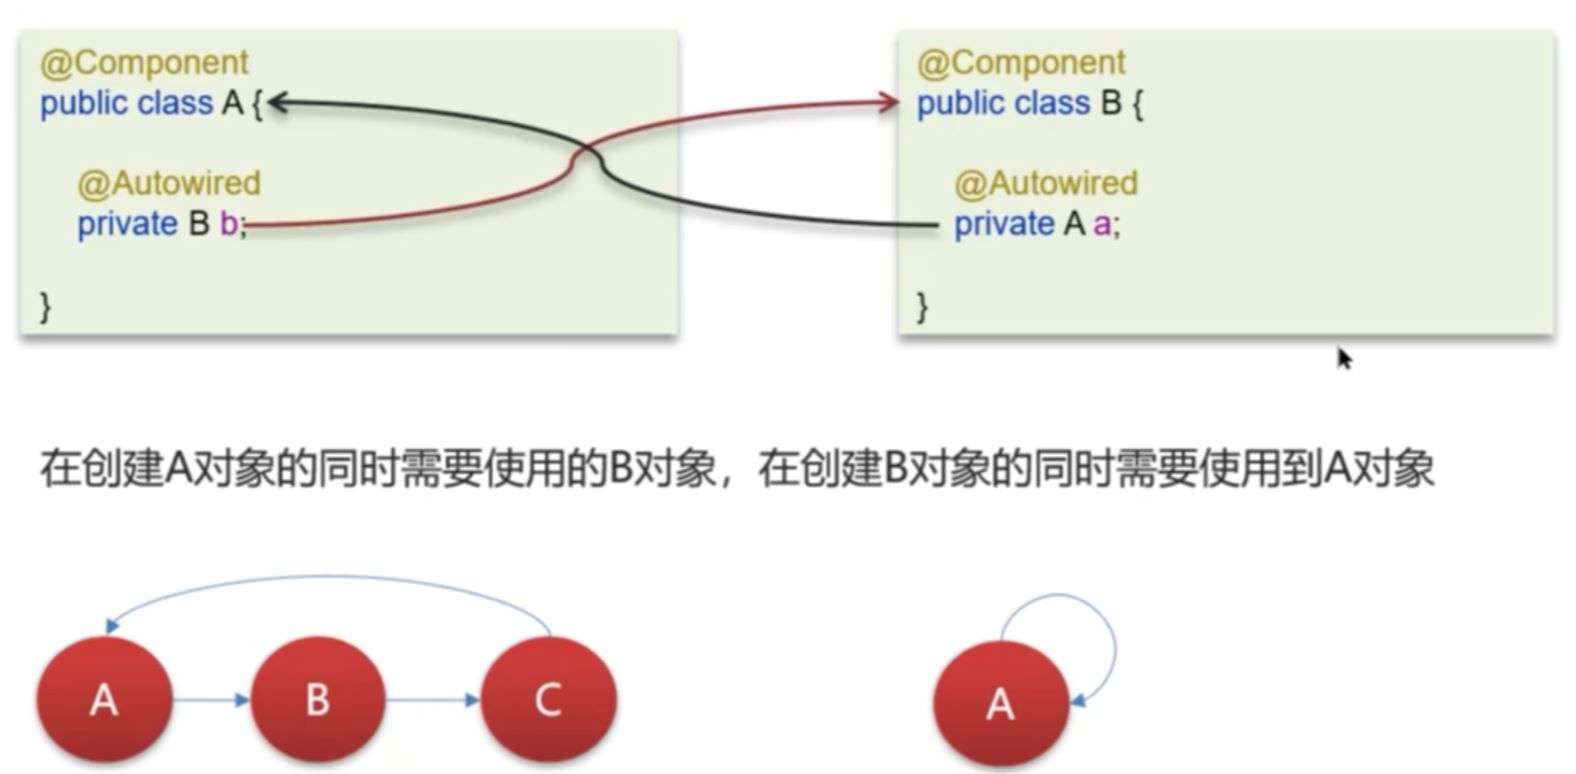 @Component
public class A {
@Autowired
private B b;
}
@Component
public class B {
@Autowired
private A a;
}
在创建A对象的同时需要使用的B对象，在创建B对象的同时需要使用到A对象
A
B
C
A